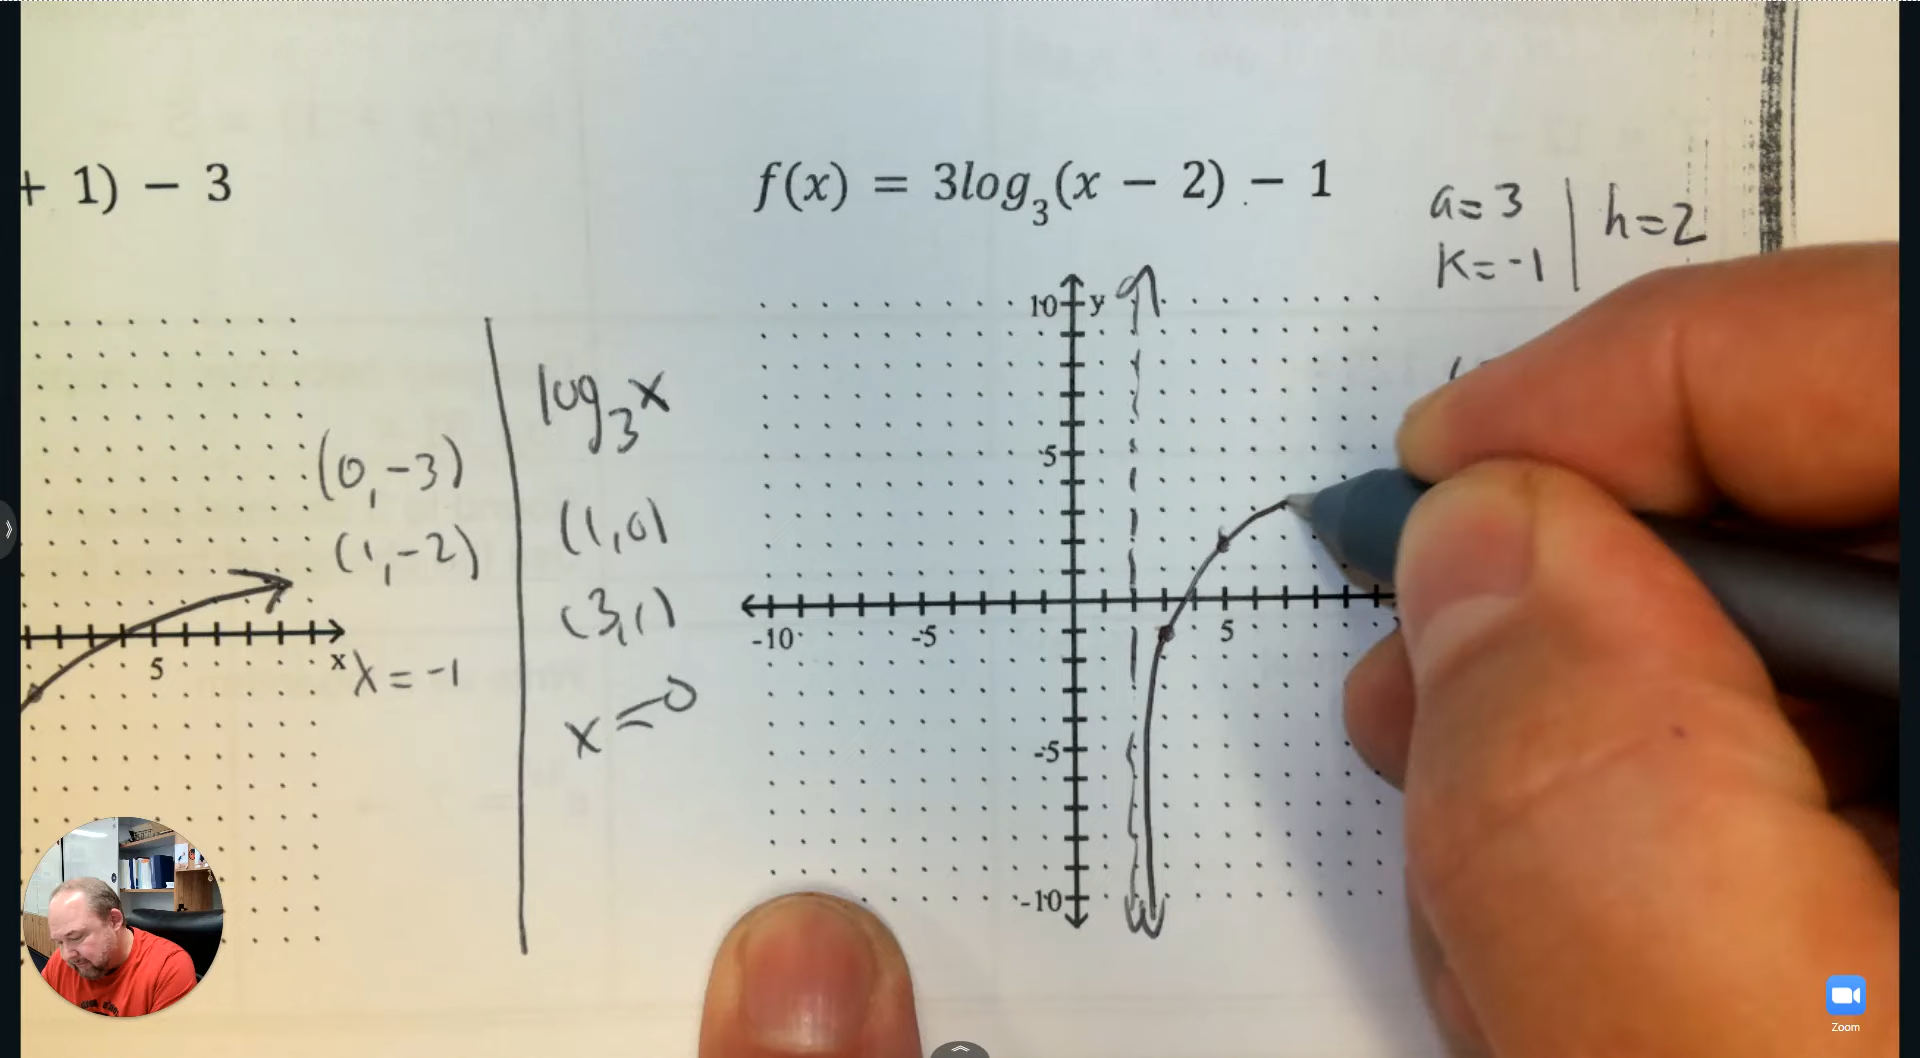 + 1) − 3
(0, -3)
(1, -2)
5
x
x = -1
log₃x
(1, 0)
(3, 1)
x = 0
f(x) = 3log₃(x − 2) − 1
a = 3
k = -1
h = 2
10
y
5
-10
-5
5
-5
-10
Zoom